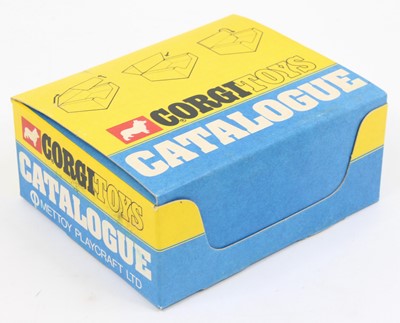 CORGI TOYS
CATALOGUE
CORGI TOYS
CATALOGUE
METTOY PLAYCRAFT LTD